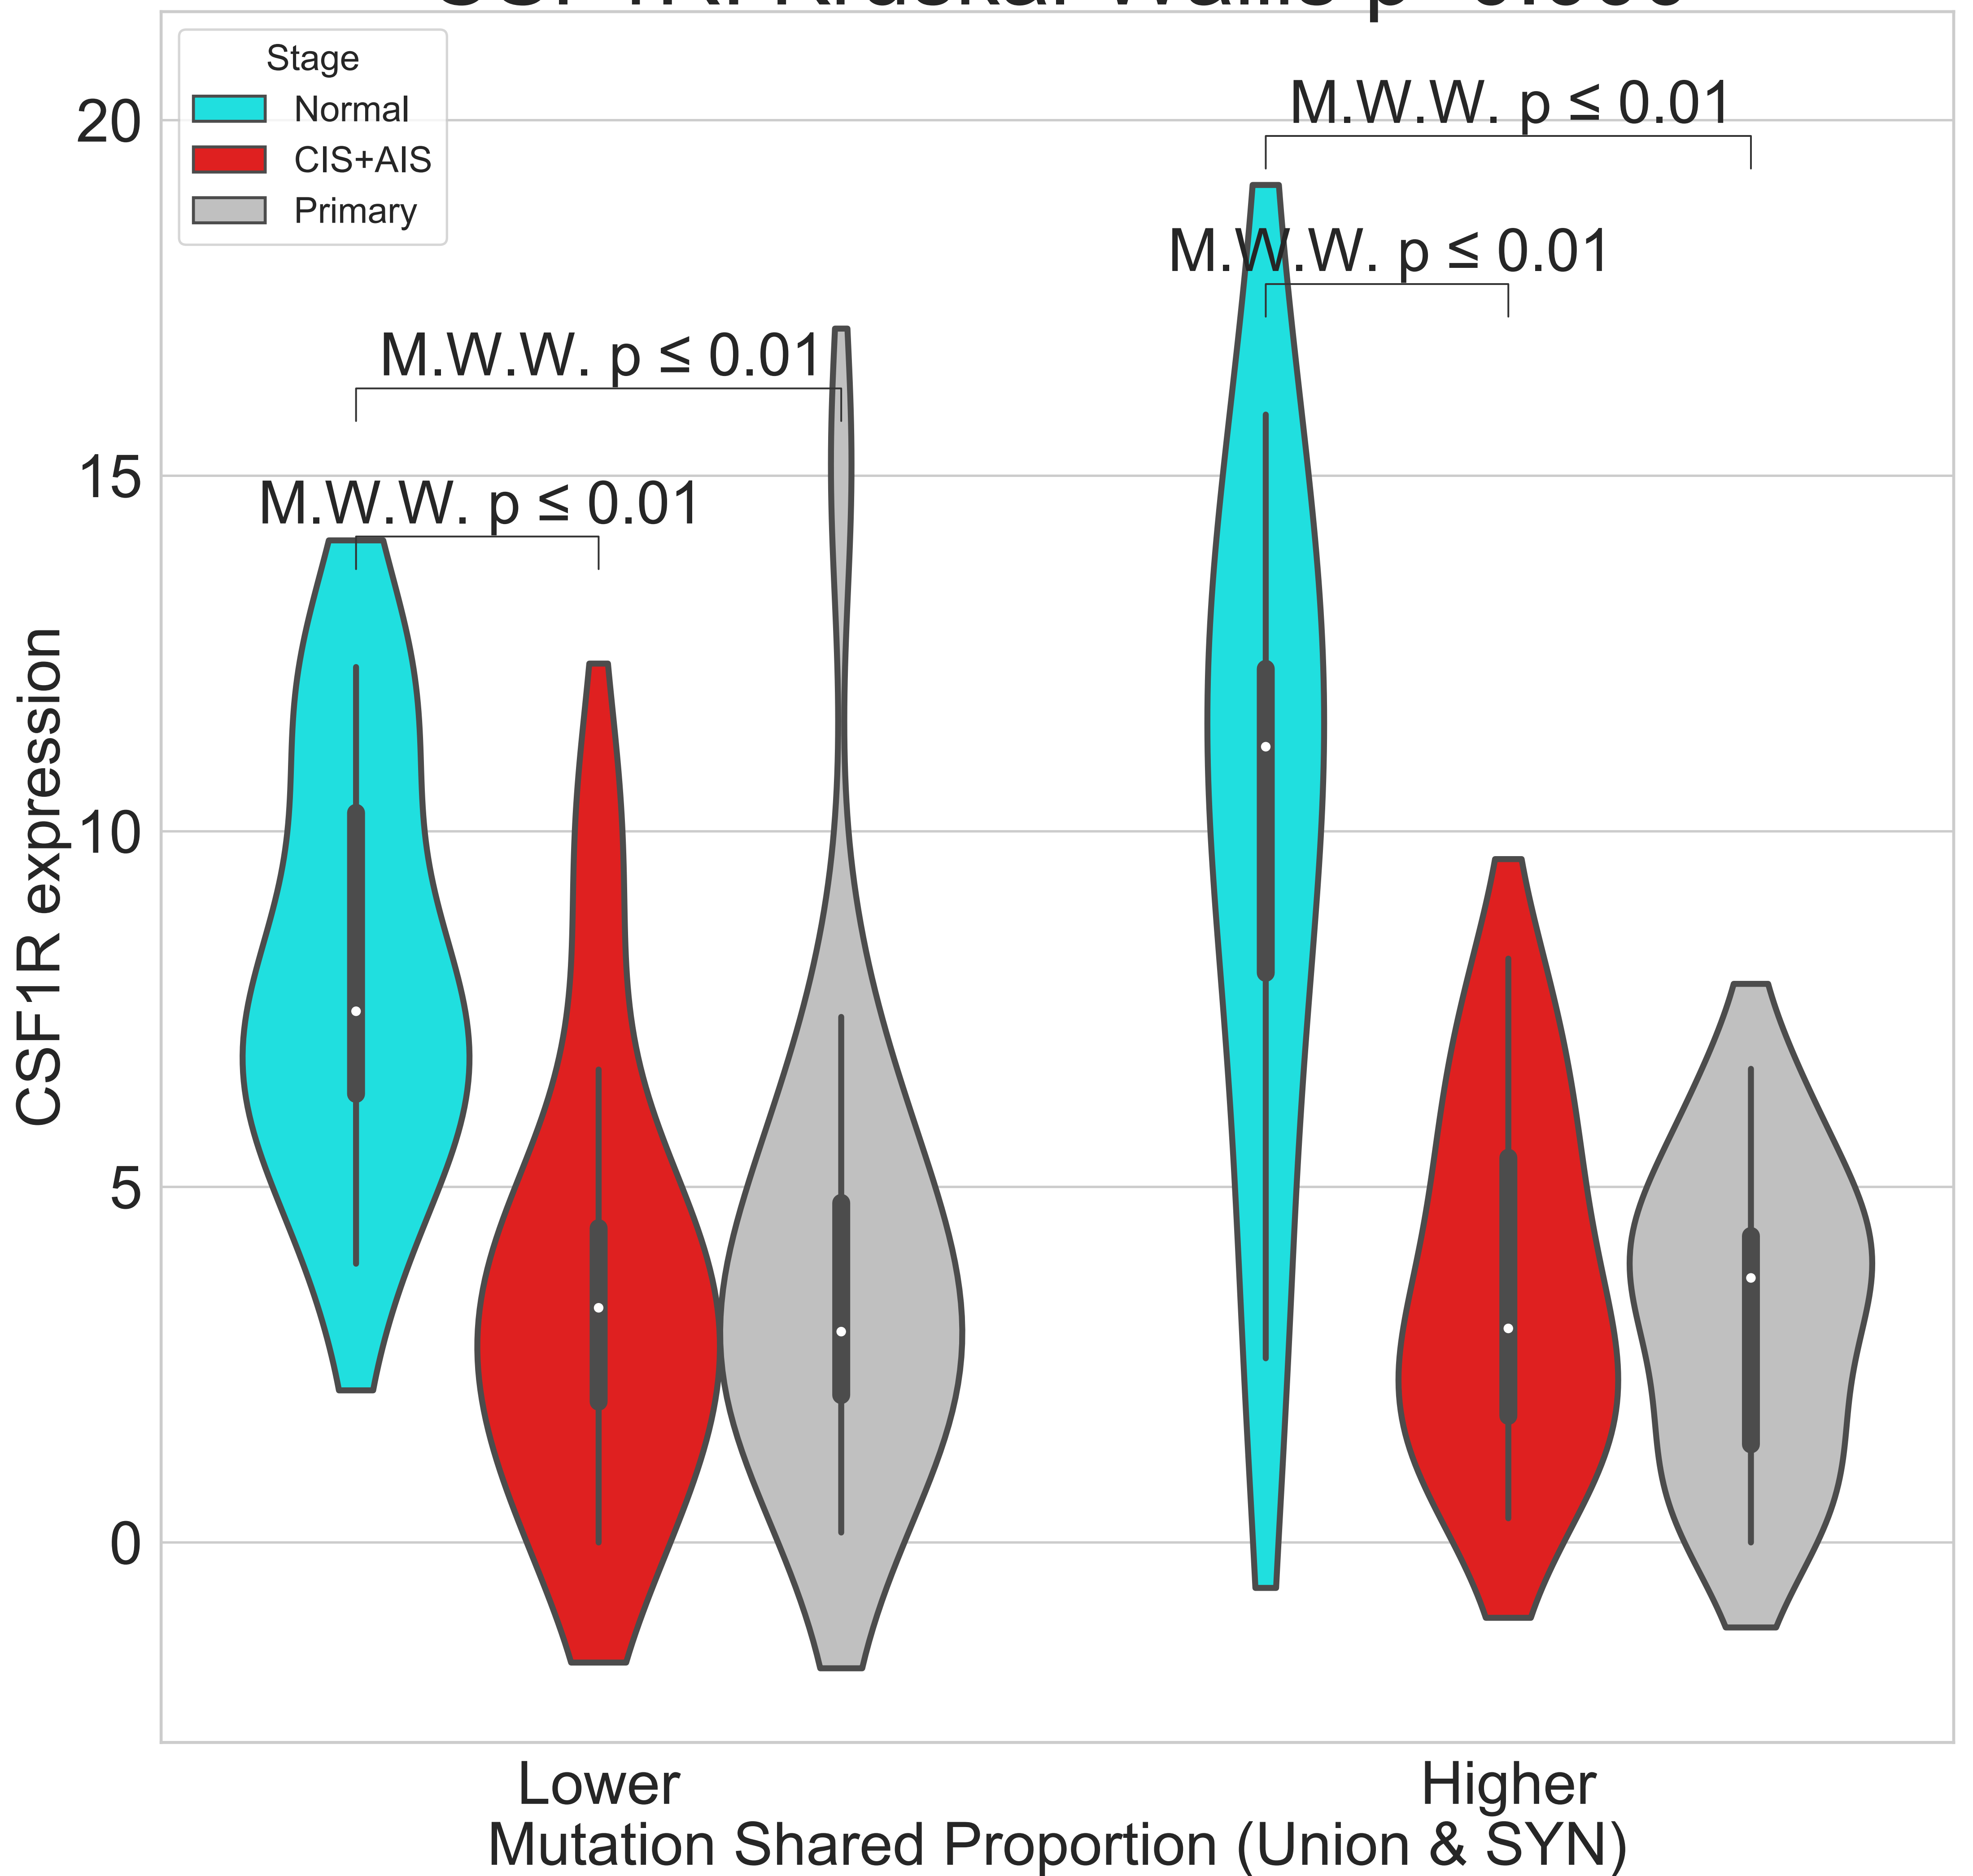 Stage
Normal
CIS+AIS
Primary
M.W.W. p ≤ 0.01
M.W.W. p ≤ 0.01
M.W.W. p ≤ 0.01
M.W.W. p ≤ 0.01
20
15
10
5
0
CSF1R expression
Lower
Higher
Mutation Shared Proportion (Union & SYN)